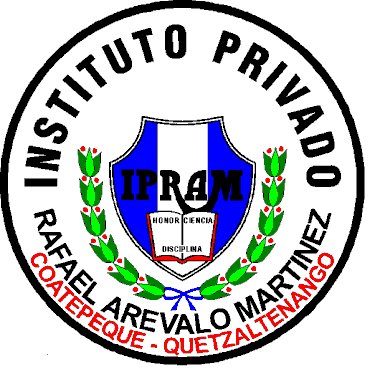 INSTITUTO PRIVADO
IPRAM
HONOR CIENCIA
DISCIPLINA
RAFAEL AREVALO MARTINEZ
COATEPEQUE - QUETZALTENANGO